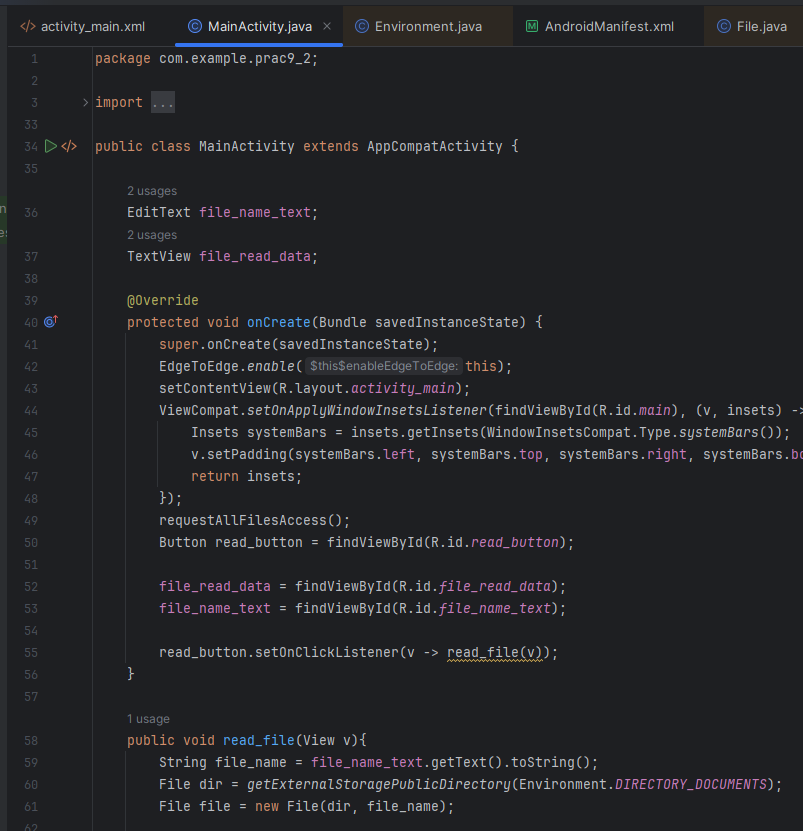 activity_main.xml MainActivity.java Environment.java AndroidManifest.xml File.java
1 package com.example.prac9_2;
2
3 import ...
33
34 public class MainActivity extends AppCompatActivity {
35
2 usages
36 EditText file_name_text;
2 usages
37 TextView file_read_data;
38
39 @Override
40 protected void onCreate(Bundle savedInstanceState) {
41 super.onCreate(savedInstanceState);
42 EdgeToEdge.enable( $this$enableEdgeToEdge: this);
43 setContentView(R.layout.activity_main);
44 ViewCompat.setOnApplyWindowInsetsListener(findViewById(R.id.main), (v, insets) ->
45 Insets systemBars = insets.getInsets(WindowInsetsCompat.Type.systemBars());
46 v.setPadding(systemBars.left, systemBars.top, systemBars.right, systemBars.bo
47 return insets;
48 });
49 requestAllFilesAccess();
50 Button read_button = findViewById(R.id.read_button);
51
52 file_read_data = findViewById(R.id.file_read_data);
53 file_name_text = findViewById(R.id.file_name_text);
54
55 read_button.setOnClickListener(v -> read_file(v));
56 }
57
1 usage
58 public void read_file(View v){
59 String file_name = file_name_text.getText().toString();
60 File dir = getExternalStoragePublicDirectory(Environment.DIRECTORY_DOCUMENTS);
61 File file = new File(dir, file_name);
62